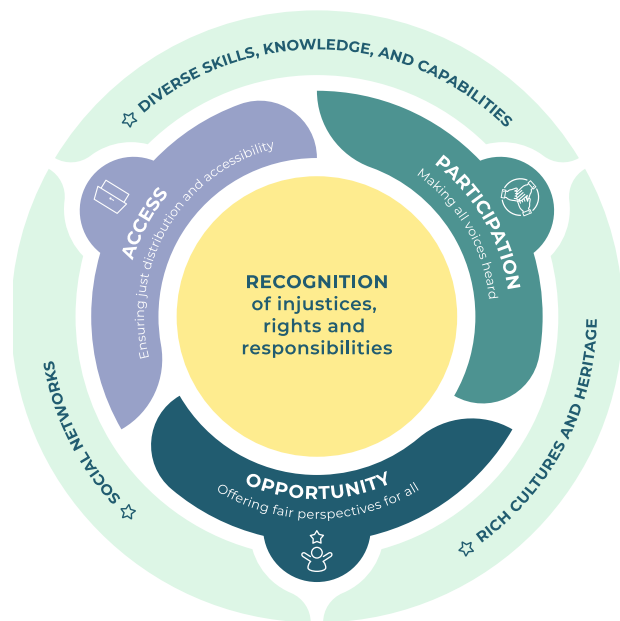 DIVERSE SKILLS, KNOWLEDGE, AND CAPABILITIES
ACCESS
Ensuring just distribution and accessibility
PARTICIPATION
Making all voices heard
RECOGNITION
of injustices,
rights and
responsibilities
OPPORTUNITY
Offering fair perspectives for all
SOCIAL NETWORKS
RICH CULTURES AND HERITAGE